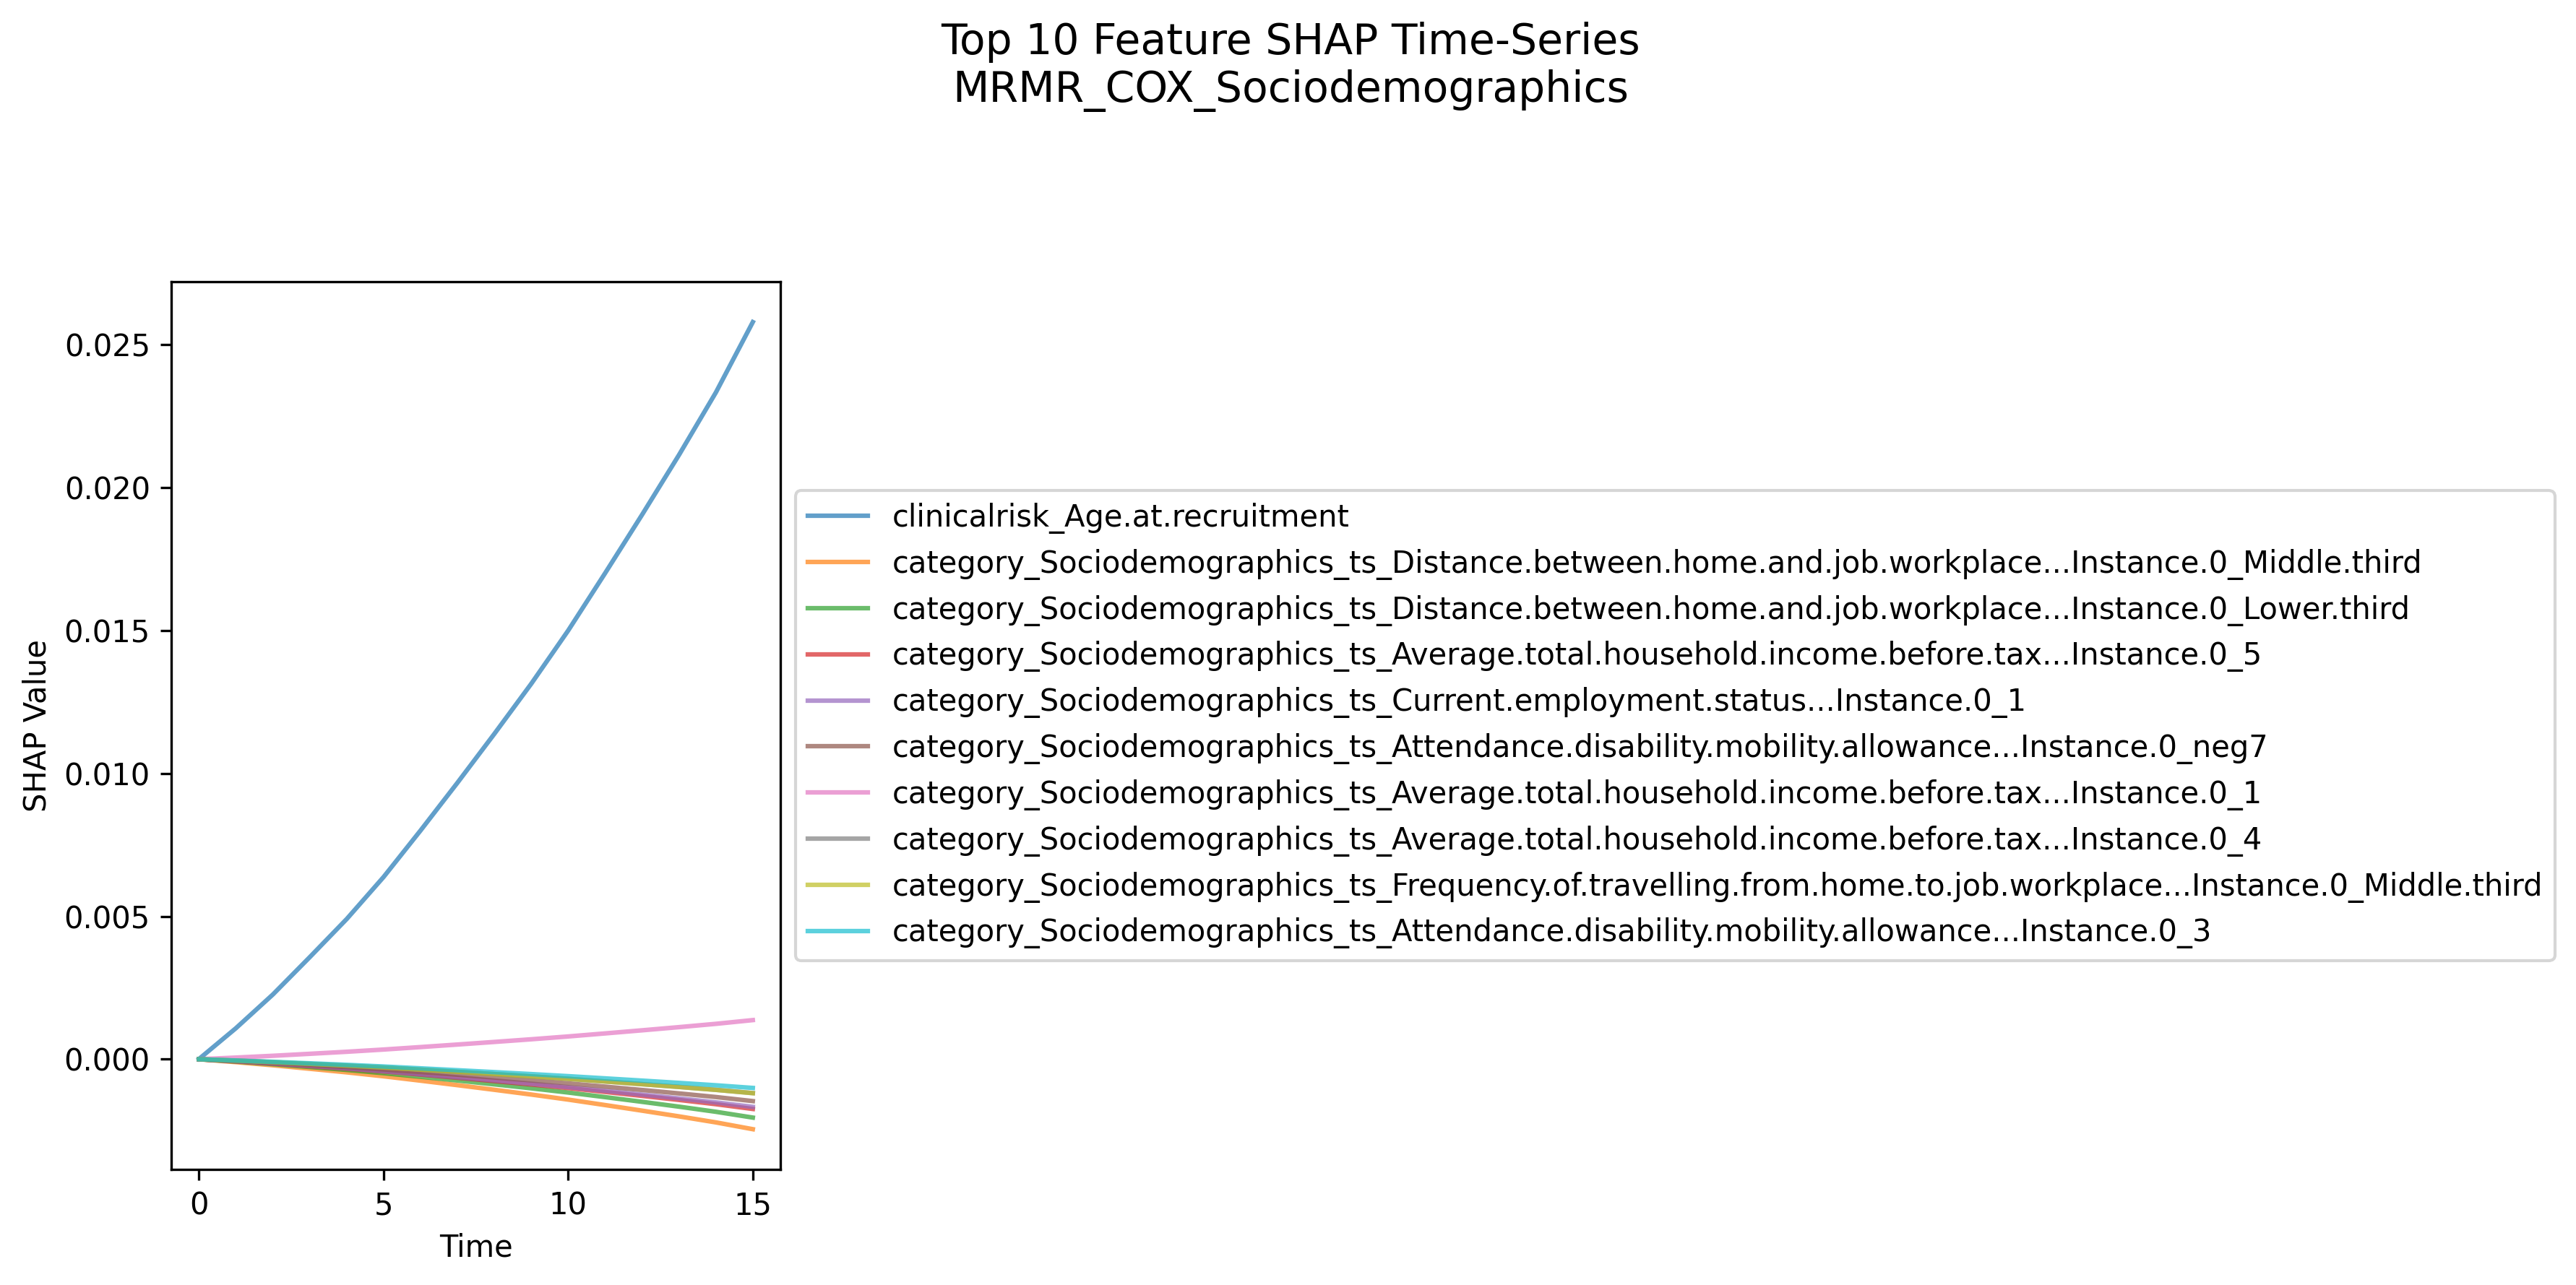 Top 10 Feature SHAP Time-Series
MRMR_COX_Sociodemographics
SHAP Value
0.025
0.020
0.015
0.010
0.005
0.000
0 5 10 15
Time
clinicalrisk_Age.at.recruitment
category_Sociodemographics_ts_Distance.between.home.and.job.workplace...Instance.0_Middle.third
category_Sociodemographics_ts_Distance.between.home.and.job.workplace...Instance.0_Lower.third
category_Sociodemographics_ts_Average.total.household.income.before.tax...Instance.0_5
category_Sociodemographics_ts_Current.employment.status...Instance.0_1
category_Sociodemographics_ts_Attendance.disability.mobility.allowance...Instance.0_neg7
category_Sociodemographics_ts_Average.total.household.income.before.tax...Instance.0_1
category_Sociodemographics_ts_Average.total.household.income.before.tax...Instance.0_4
category_Sociodemographics_ts_Frequency.of.travelling.from.home.to.job.workplace...Instance.0_Middle.third
category_Sociodemographics_ts_Attendance.disability.mobility.allowance...Instance.0_3